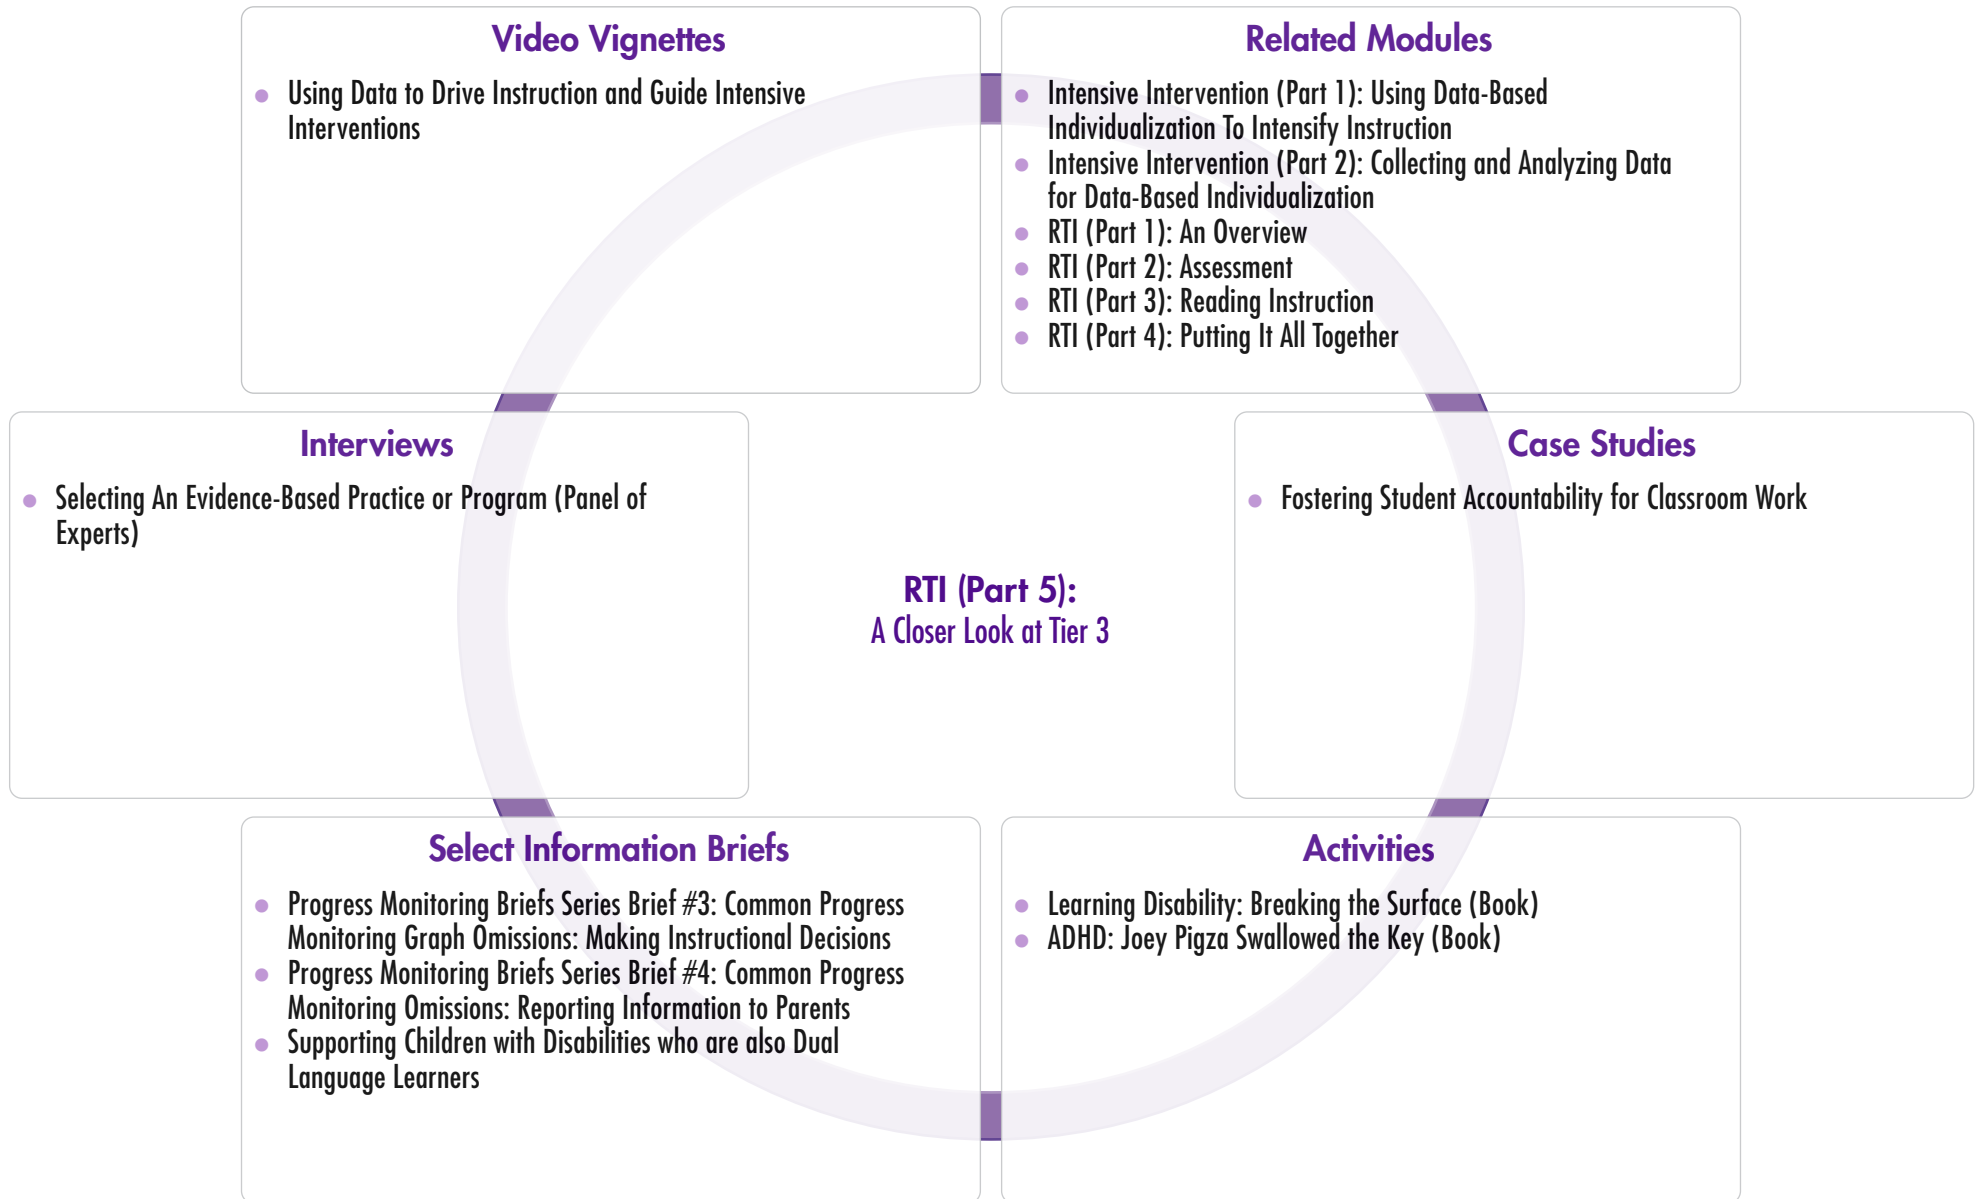 Video Vignettes
Using Data to Drive Instruction and Guide Intensive
Interventions
Related Modules
Intensive Intervention (Part 1): Using Data-Based
Individualization To Intensify Instruction
Intensive Intervention (Part 2): Collecting and Analyzing Data
for Data-Based Individualization
RTI (Part 1): An Overview
RTI (Part 2): Assessment
RTI (Part 3): Reading Instruction
RTI (Part 4): Putting It All Together
Interviews
Selecting An Evidence-Based Practice or Program (Panel of
Experts)
RTI (Part 5):
A Closer Look at Tier 3
Case Studies
Fostering Student Accountability for Classroom Work
Select Information Briefs
Progress Monitoring Briefs Series Brief #3: Common Progress
Monitoring Graph Omissions: Making Instructional Decisions
Progress Monitoring Briefs Series Brief #4: Common Progress
Monitoring Omissions: Reporting Information to Parents
Supporting Children with Disabilities who are also Dual
Language Learners
Activities
Learning Disability: Breaking the Surface (Book)
ADHD: Joey Pigza Swallowed the Key (Book)